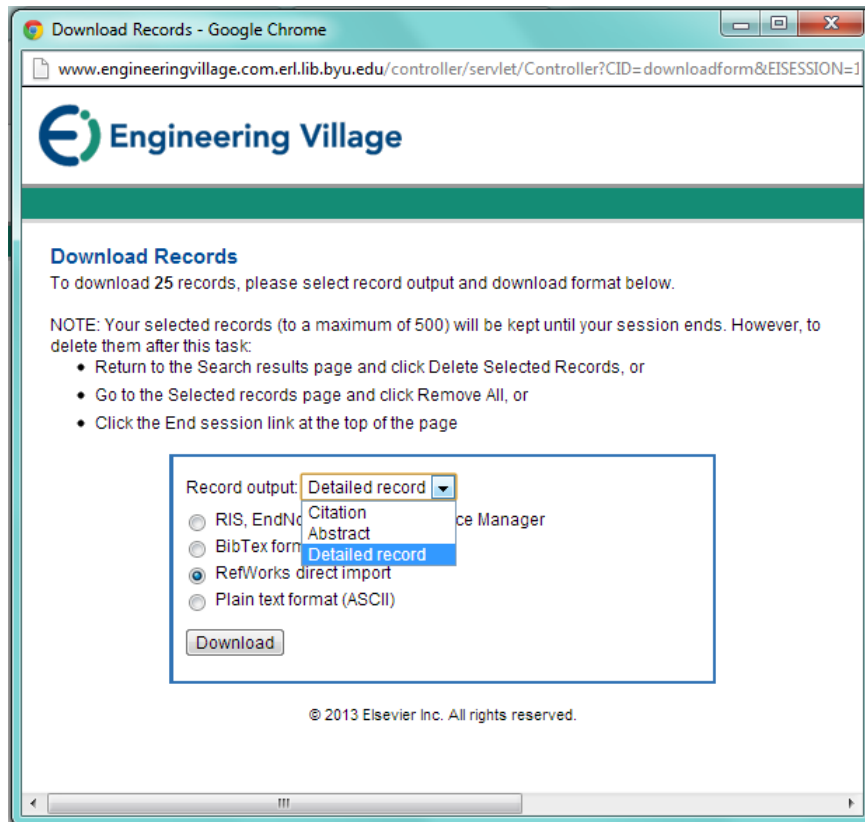 Download Records - Google Chrome
www.engineeringvillage.com.erl.lib.byu.edu/controller/servlet/Controller?CID=downloadform&EISESSION=1
Engineering Village
Download Records
To download 25 records, please select record output and download format below.
NOTE: Your selected records (to a maximum of 500) will be kept until your session ends. However, to
delete them after this task:
• Return to the Search results page and click Delete Selected Records, or
• Go to the Selected records page and click Remove All, or
• Click the End session link at the top of the page
Record output: Detailed record
Citation
RIS, EndNo ce Manager
Abstract
BibTex form
Detailed record
RefWorks direct import
Plain text format (ASCII)
Download
© 2013 Elsevier Inc. All rights reserved.